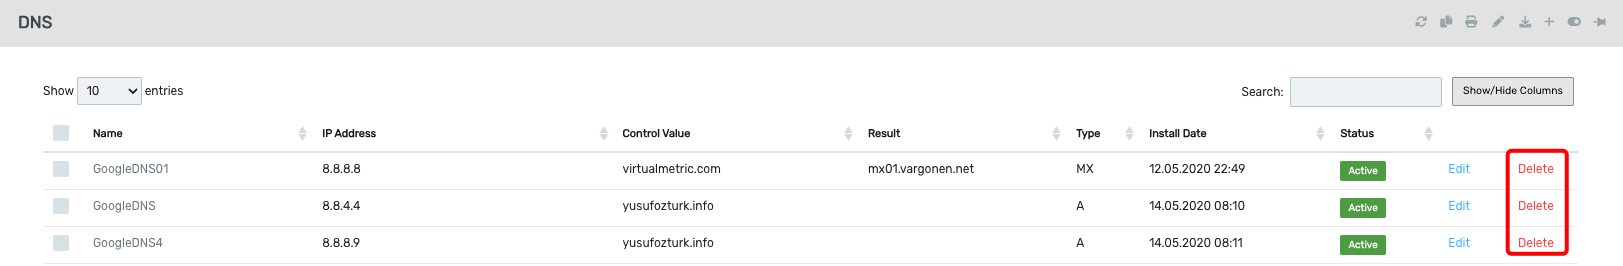 DNS
Show 10 entries Search: Show/Hide Columns
Name IP Address Control Value Result Type Install Date Status
GoogleDNS01 8.8.8.8 virtualmetric.com mx01.vargonen.net MX 12.05.2020 22:49 Active Edit Delete
GoogleDNS 8.8.4.4 yusufozturk.info A 14.05.2020 08:10 Active Edit Delete
GoogleDNS4 8.8.8.9 yusufozturk.info A 14.05.2020 08:11 Active Edit Delete